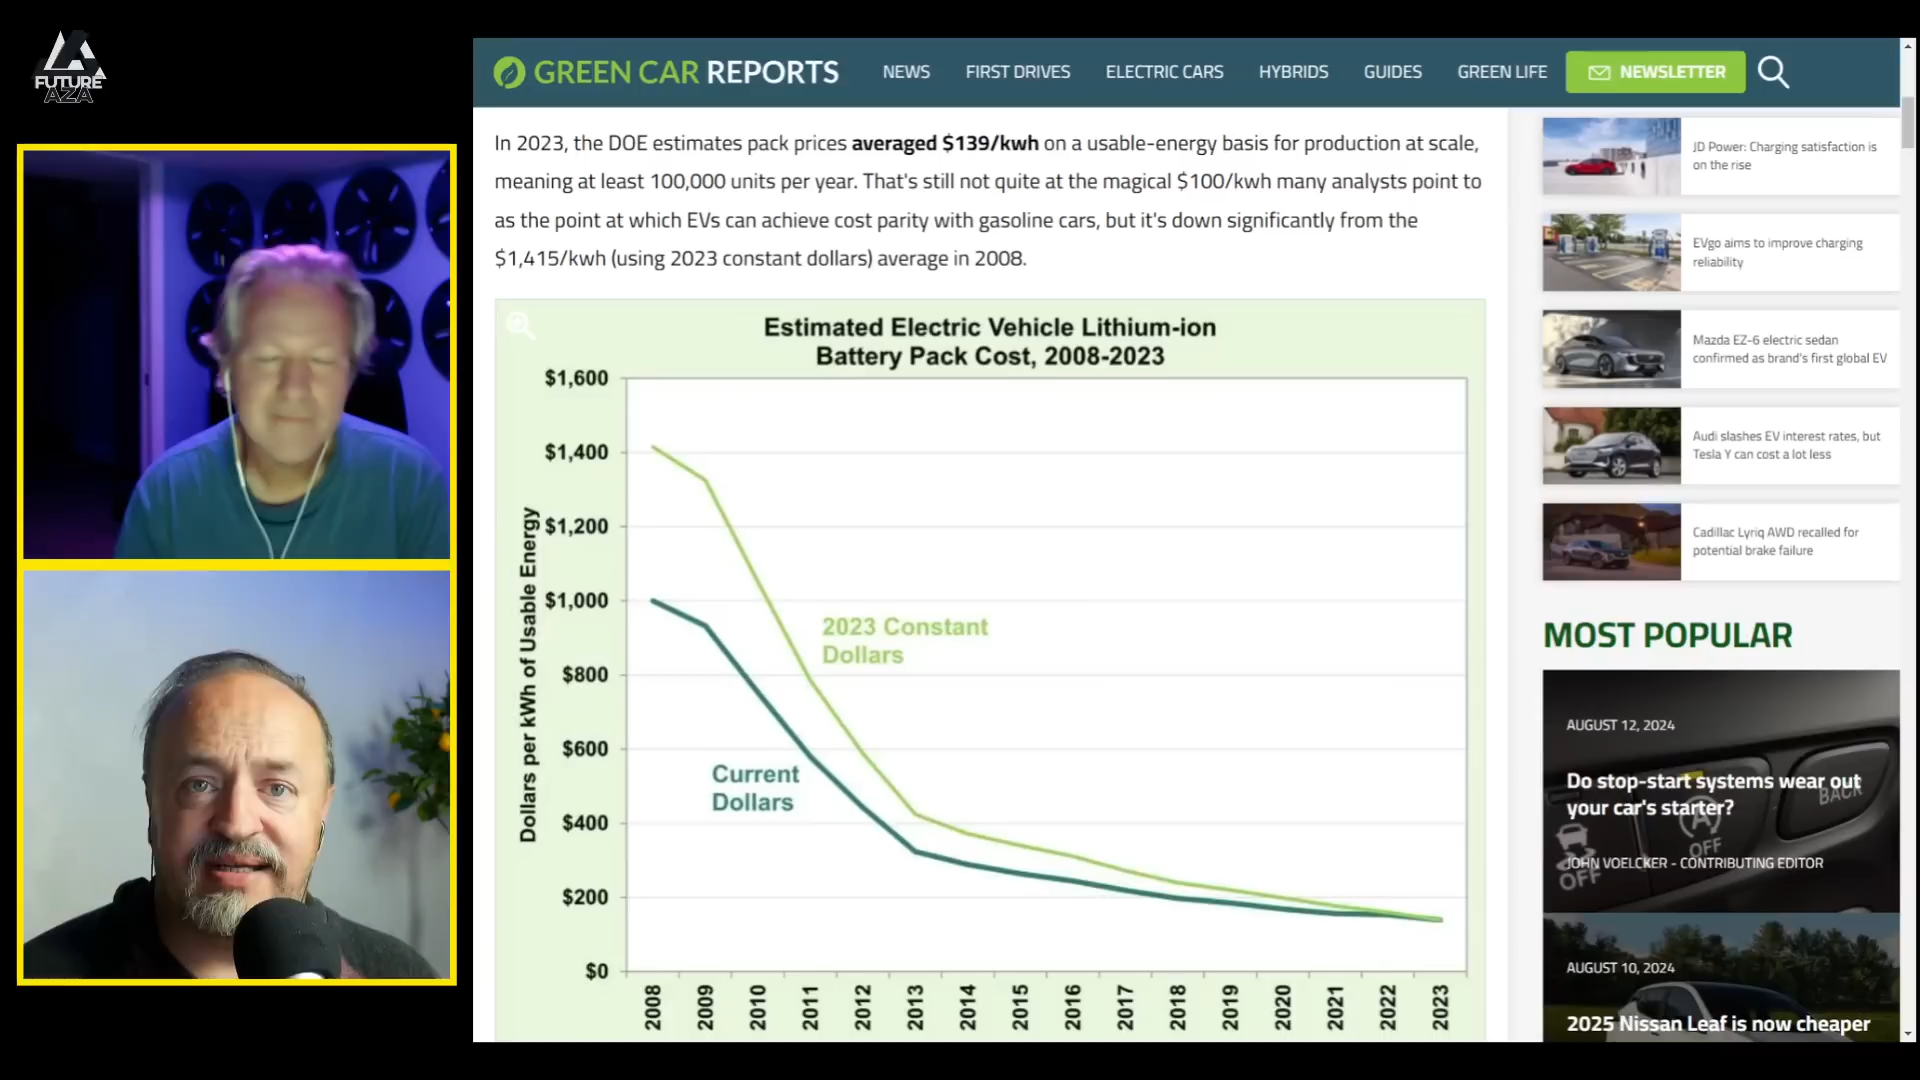 FUTURE
AZA
GREEN CAR REPORTS
NEWS
FIRST DRIVES
ELECTRIC CARS
HYBRIDS
GUIDES
GREEN LIFE
NEWSLETTER
In 2023, the DOE estimates pack prices averaged $139/kwh on a usable-energy basis for production at scale,
meaning at least 100,000 units per year. That's still not quite at the magical $100/kwh many analysts point to
as the point at which EVs can achieve cost parity with gasoline cars, but it's down significantly from the
$1,415/kwh (using 2023 constant dollars) average in 2008.
Estimated Electric Vehicle Lithium-ion
Battery Pack Cost, 2008-2023
Dollars per kWh of Usable Energy
$1,600
$1,400
$1,200
$1,000
$800
$600
$400
$200
$0
2023 Constant
Dollars
Current
Dollars
2008
2009
2010
2011
2012
2013
2014
2015
2016
2017
2018
2019
2020
2021
2022
2023
JD Power: Charging satisfaction is
on the rise
EVgo aims to improve charging
reliability
Mazda EZ-6 electric sedan
confirmed as brand's first global EV
Audi slashes EV interest rates, but
Tesla Y can cost a lot less
Cadillac Lyriq AWD recalled for
potential brake failure
MOST POPULAR
AUGUST 12, 2024
Do stop-start systems wear out
your car's starter?
BACK
A
OFF
JOHN VOELCKER - CONTRIBUTING EDITOR
OFF
AUGUST 10, 2024
2025 Nissan Leaf is now cheaper